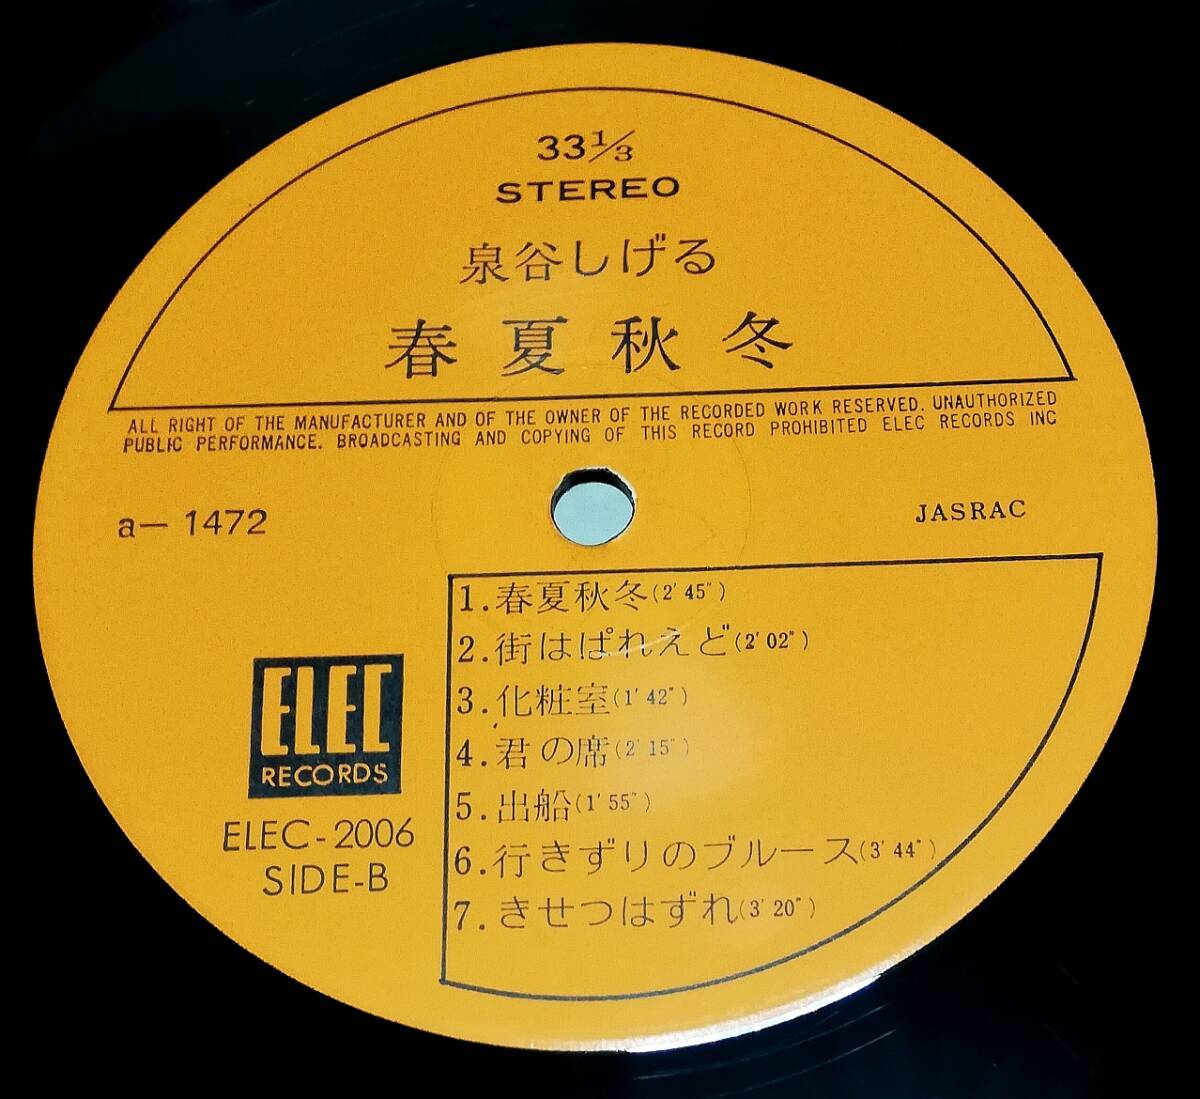 33⅓
STEREO
泉谷しげる
春夏秋冬
ALL RIGHT OF THE MANUFACTURER AND OF THE OWNER OF THE RECORDED WORK RESERVED. UNAUTHORIZED
PUBLIC PERFORMANCE. BROADCASTING AND COPYING OF THIS RECORD PROHIBITED ELEC RECORDS INC
a－1472
JASRAC
1.春夏秋冬(2'45")
2.街はぱれえど(2'02")
3.化粧室(1'42")
4.君の席(2'15")
5.出船(1'55")
6.行きずりのブルース(3'44")
7.きせつはずれ(3'20")
ELEC
RECORDS
ELEC-2006
SIDE-B